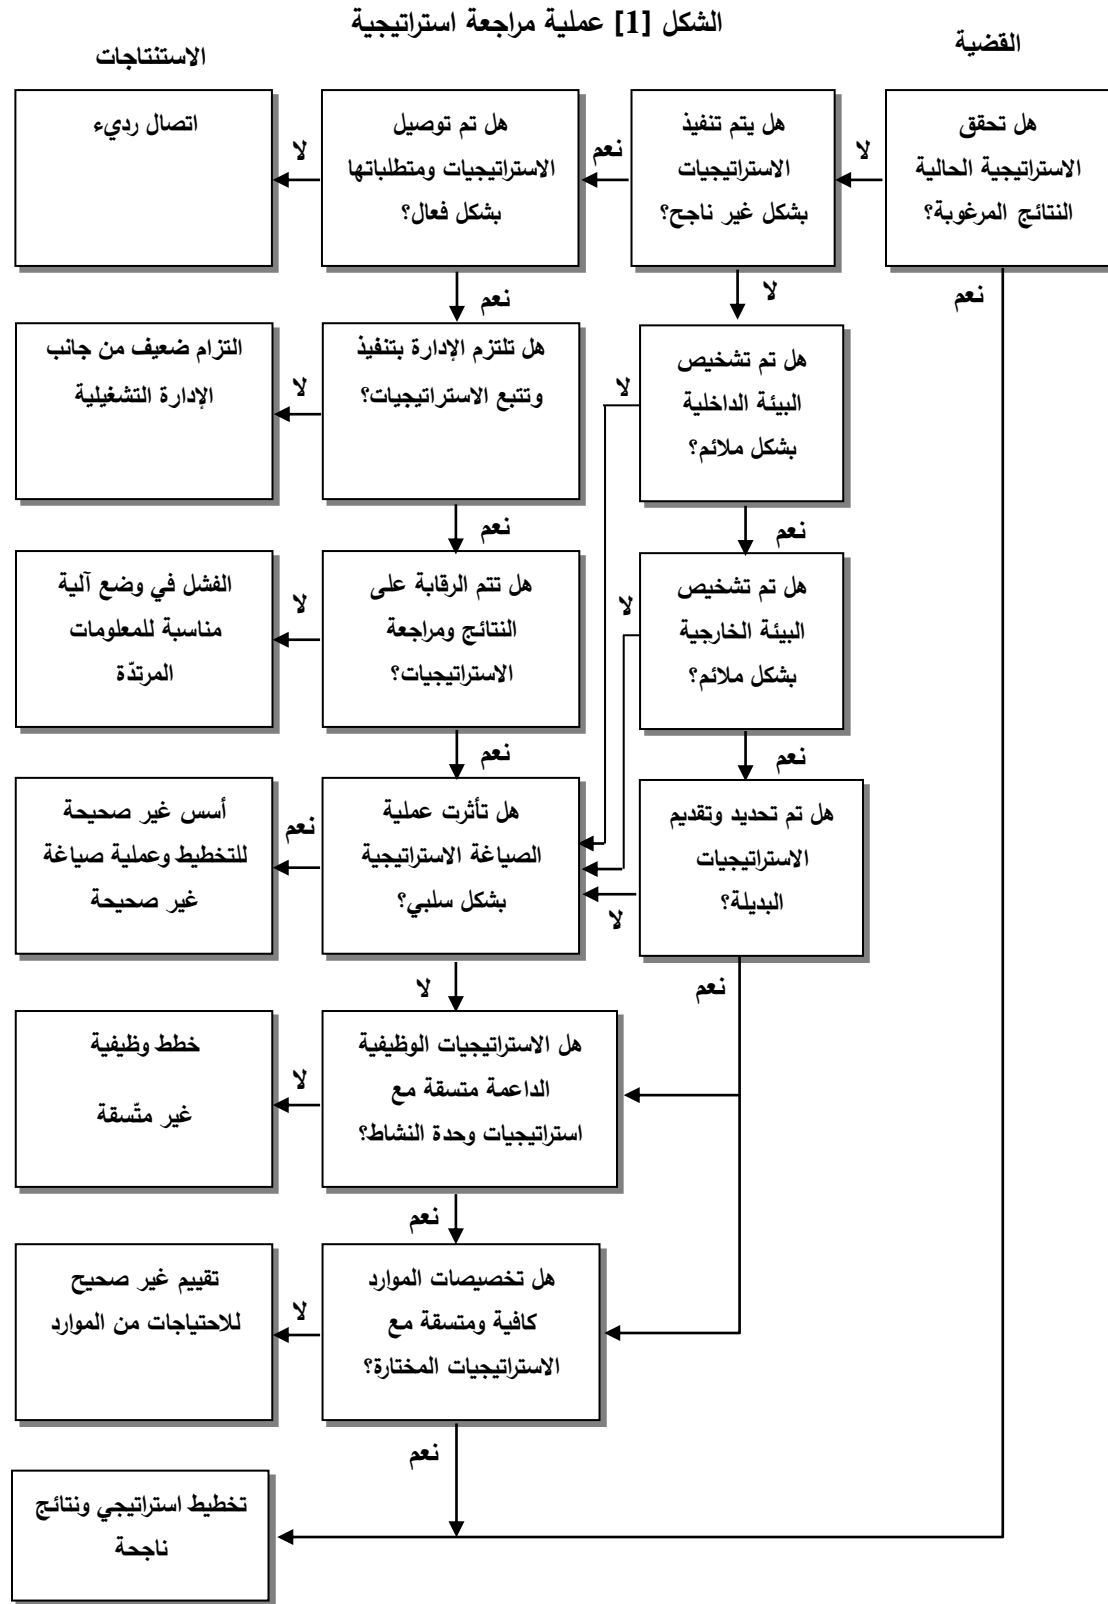 الشكل [1] عملية مراجعة استراتيجية
القضية
الاستنتاجات
هل تحقق
الاستراتيجية الحالية
النتائج المرغوبة؟
لا
نعم
هل يتم تنفيذ
الاستراتيجيات
بشكل غير ناجح؟
نعم
لا
هل تم توصيل
الاستراتيجيات ومتطلباتها
بشكل فعال؟
لا
نعم
اتصال رديء
هل تم تشخيص
البيئة الداخلية
بشكل ملائم؟
لا
نعم
هل تلتزم الإدارة بتنفيذ
وتتبع الاستراتيجيات؟
لا
نعم
التزام ضعيف من جانب
الإدارة التشغيلية
هل تم تشخيص
البيئة الخارجية
بشكل ملائم؟
لا
نعم
هل تتم الرقابة على
النتائج ومراجعة
الاستراتيجيات؟
لا
نعم
الفشل في وضع آلية
مناسبة للمعلومات
المرتدّة
هل تم تحديد وتقديم
الاستراتيجيات
البديلة؟
لا
نعم
هل تأثرت عملية
الصياغة الاستراتيجية
بشكل سلبي؟
نعم
لا
أسس غير صحيحة
للتخطيط وعملية صياغة
غير صحيحة
هل الاستراتيجيات الوظيفية
الداعمة متسقة مع
استراتيجيات وحدة النشاط؟
لا
نعم
خطط وظيفية
غير متّسقة
هل تخصيصات الموارد
كافية ومتسقة مع
الاستراتيجيات المختارة؟
لا
نعم
تقييم غير صحيح
للاحتياجات من الموارد
تخطيط استراتيجي ونتائج
ناجحة